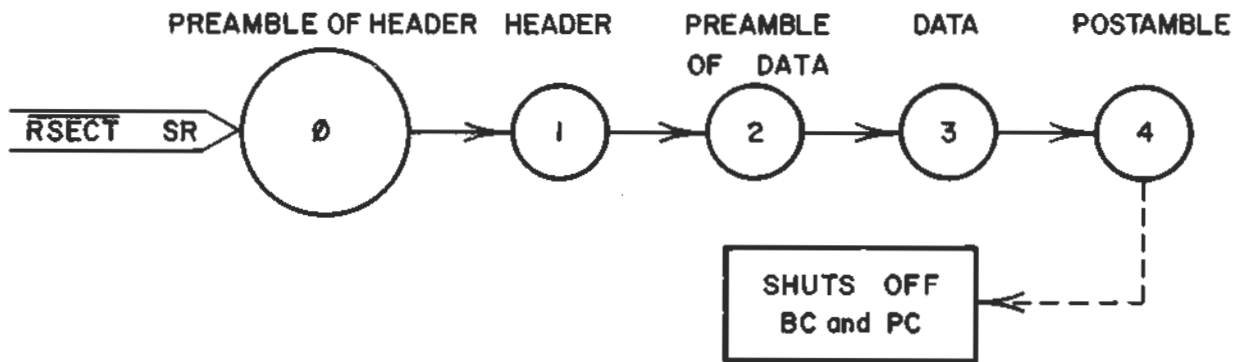 PREAMBLE OF HEADER HEADER PREAMBLE OF DATA DATA POSTAMBLE
R̅S̅E̅C̅T̅ SR
0 1 2 3 4
SHUTS OFF
BC and PC